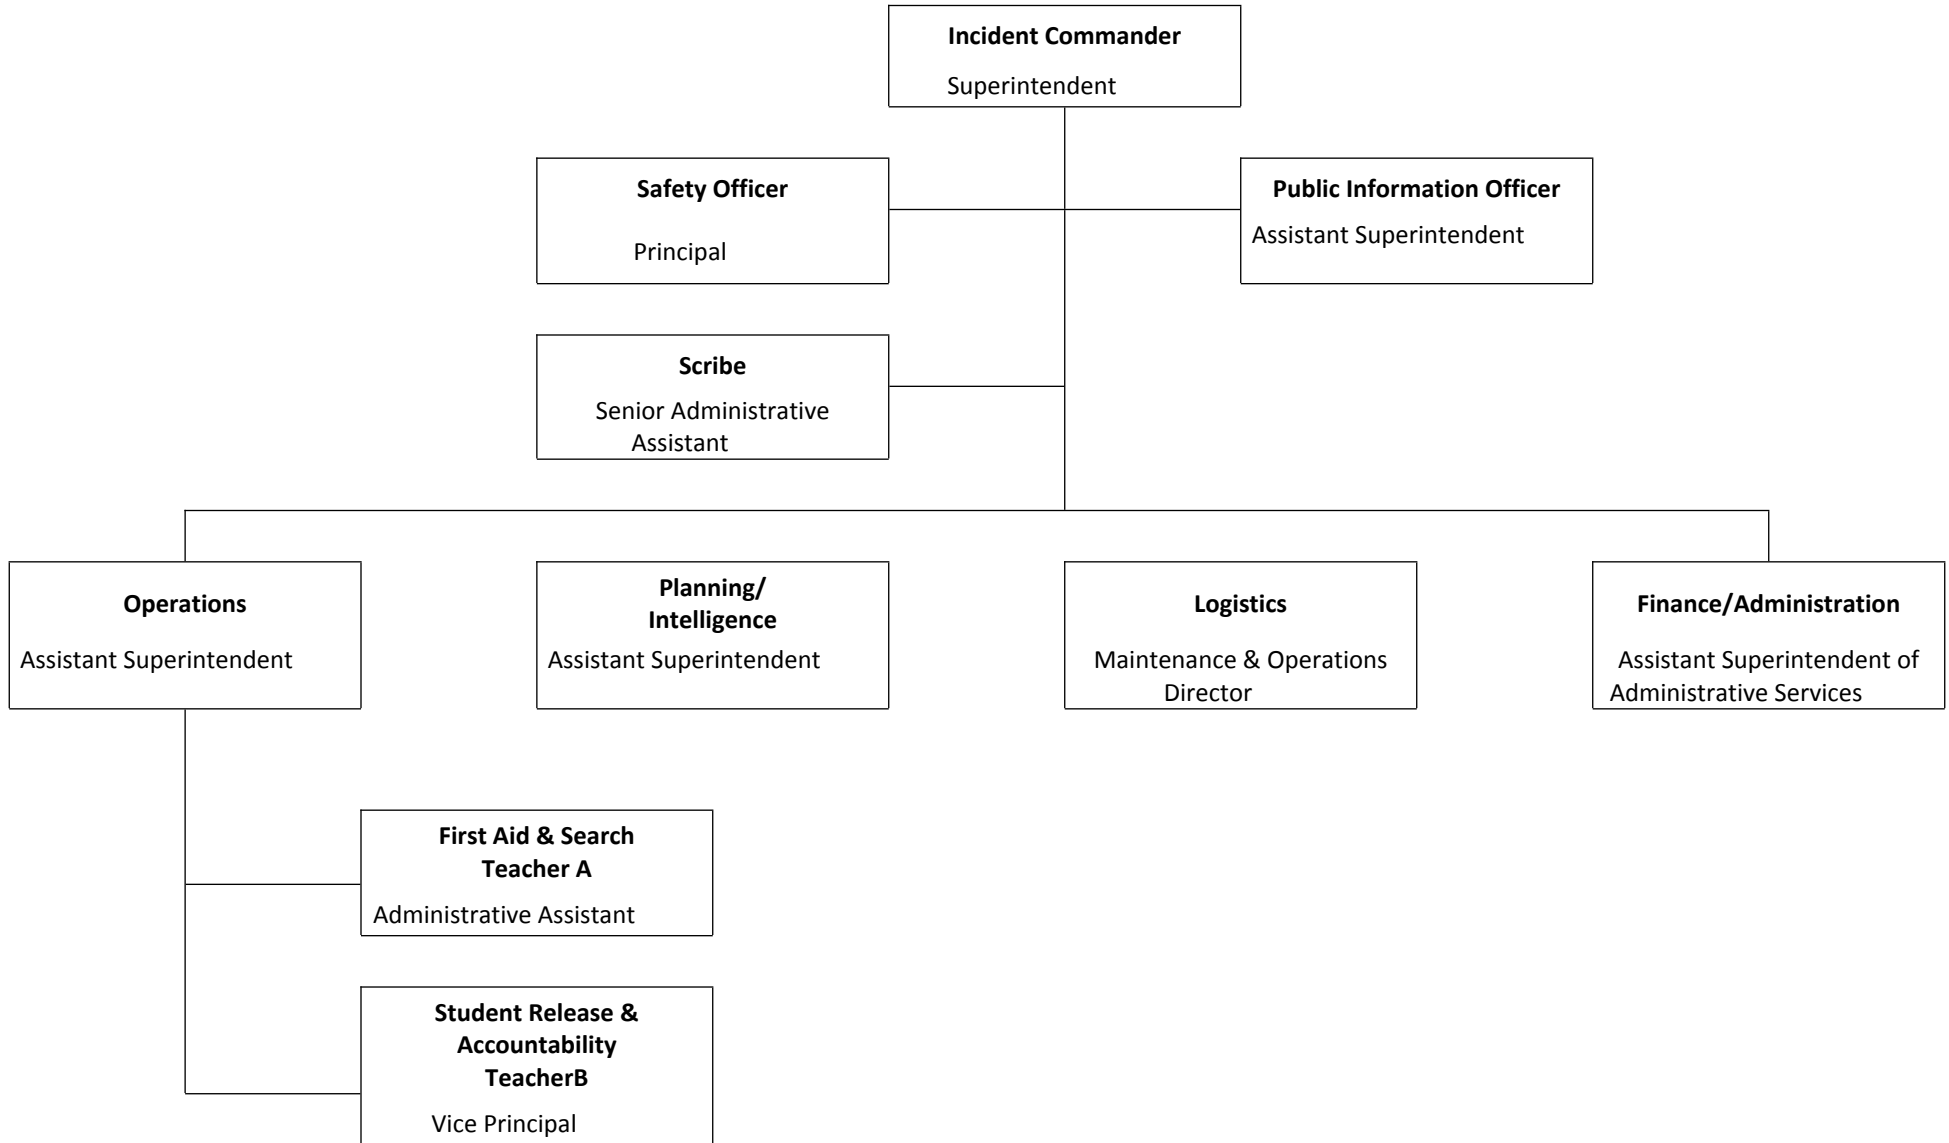 Incident Commander
Superintendent
Safety Officer
Principal
Public Information Officer
Assistant Superintendent
Scribe
Senior Administrative
Assistant
Operations
Assistant Superintendent
Planning/
Intelligence
Assistant Superintendent
Logistics
Maintenance & Operations
Director
Finance/Administration
Assistant Superintendent of
Administrative Services
First Aid & Search
Teacher A
Administrative Assistant
Student Release &
Accountability
TeacherB
Vice Principal